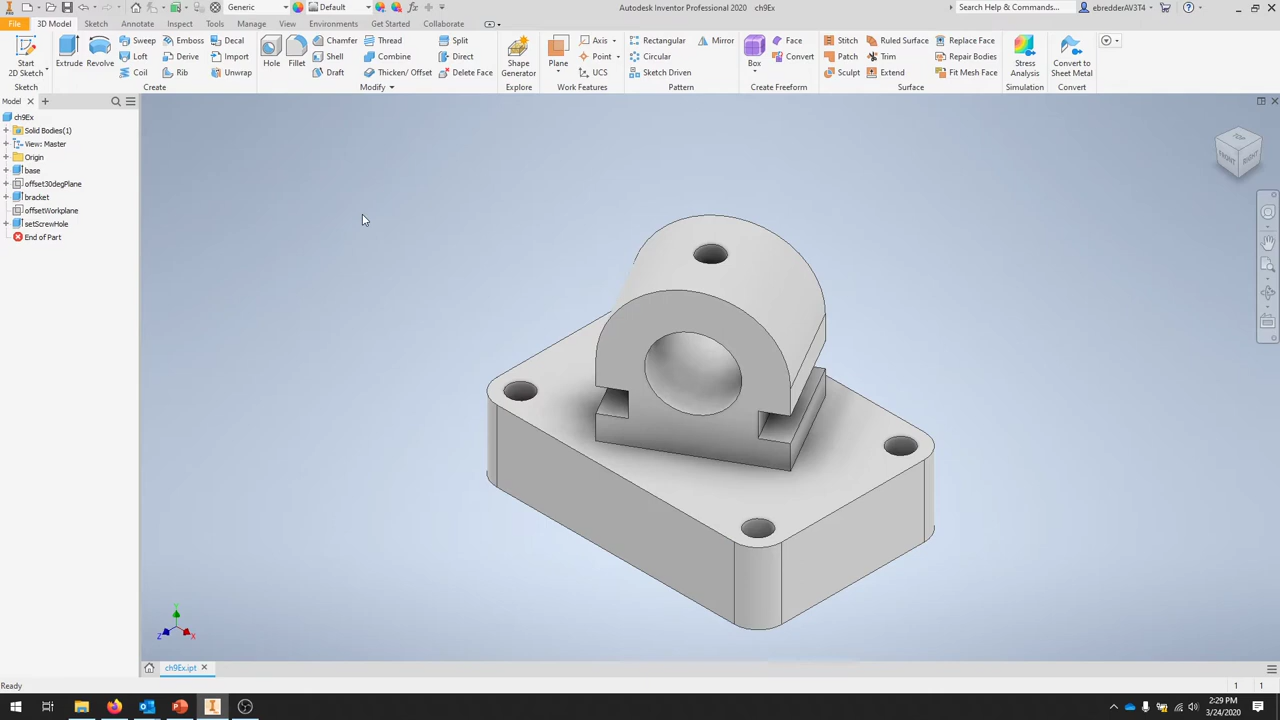 Generic
Default
Autodesk Inventor Professional 2020 ch9Ex
Search Help & Commands...
ebredderAV3T4
File 3D Model Sketch Annotate Inspect Tools Manage View Environments Get Started Collaborate
Start
2D Sketch
Sketch
Extrude
Revolve
Sweep
Loft
Coil
Emboss
Derive
Rib
Decal
Import
Unwrap
Create
Hole
Fillet
Chamfer
Shell
Draft
Thread
Combine
Thicken/ Offset
Split
Direct
Delete Face
Modify
Shape
Generator
Explore
Plane
Axis
Point
UCS
Work Features
Rectangular
Circular
Sketch Driven
Mirror
Pattern
Box
Face
Convert
Create Freeform
Stitch
Patch
Sculpt
Ruled Surface
Trim
Extend
Replace Face
Repair Bodies
Fit Mesh Face
Surface
Stress
Analysis
Simulation
Convert to
Sheet Metal
Convert
Model
ch9Ex
Solid Bodies(1)
View: Master
Origin
base
offset30degPlane
bracket
offsetWorkplane
setScrewHole
End of Part
TOP
FRONT
RIGHT
Y
Z
X
ch9Ex.ipt
Ready
1 1
2:29 PM
3/24/2020